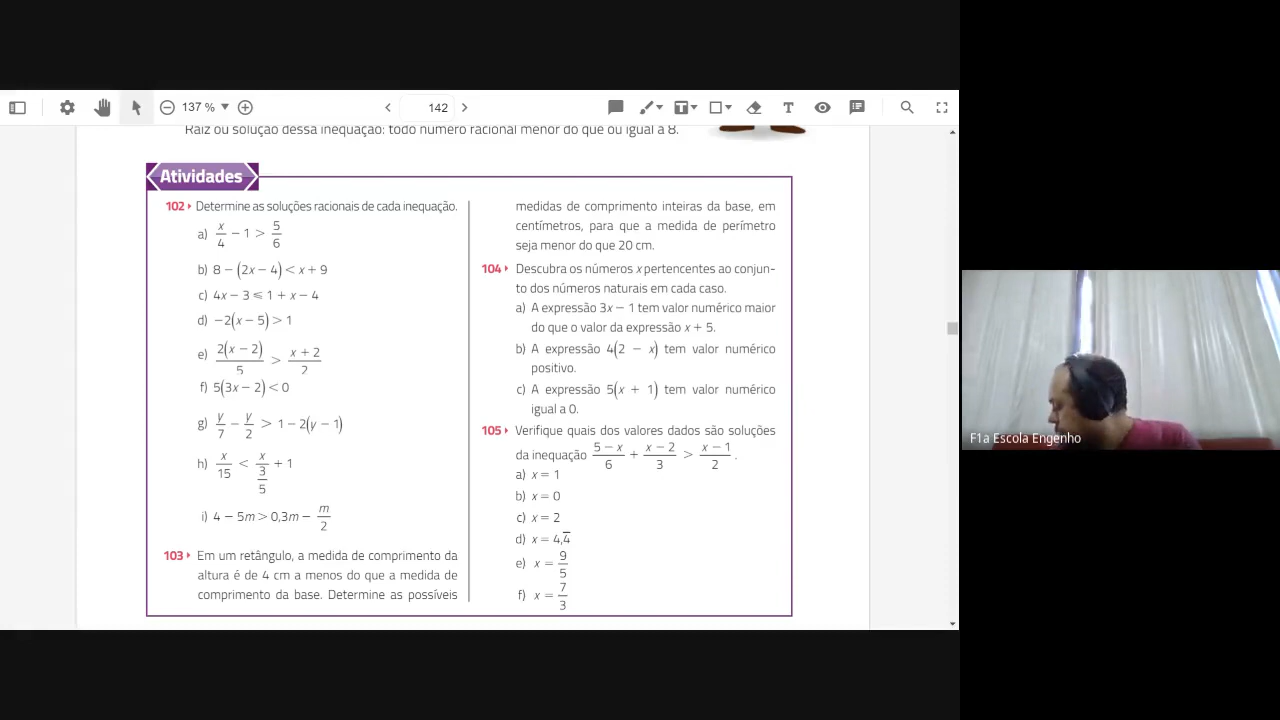 137 %
142
Raiz ou solução dessa inequação: todo número racional menor do que ou igual a 8.
Atividades
102 Determine as soluções racionais de cada inequação.
a) x/4 − 1 > 5/6
b) 8 − (2x − 4) < x + 9
c) 4x − 3 ⩽ 1 + x − 4
d) −2(x − 5) > 1
e) 2(x − 2)/5 > x + 2/2
f) 5(3x − 2) < 0
g) y/7 − y/2 > 1 − 2(y − 1)
h) x/15 < x/(3/5) + 1
i) 4 − 5m > 0,3m − m/2
103 Em um retângulo, a medida de comprimento da
altura é de 4 cm a menos do que a medida de
comprimento da base. Determine as possíveis
medidas de comprimento inteiras da base, em
centímetros, para que a medida de perímetro
seja menor do que 20 cm.
104 Descubra os números x pertencentes ao conjun-
to dos números naturais em cada caso.
a) A expressão 3x − 1 tem valor numérico maior
do que o valor da expressão x + 5.
b) A expressão 4(2 − x) tem valor numérico
positivo.
c) A expressão 5(x + 1) tem valor numérico
igual a 0.
105 Verifique quais dos valores dados são soluções
da inequação 5 − x/6 + x − 2/3 > x − 1/2.
a) x = 1
b) x = 0
c) x = 2
d) x = 4,4̅
e) x = 9/5
f) x = 7/3
F1a Escola Engenho